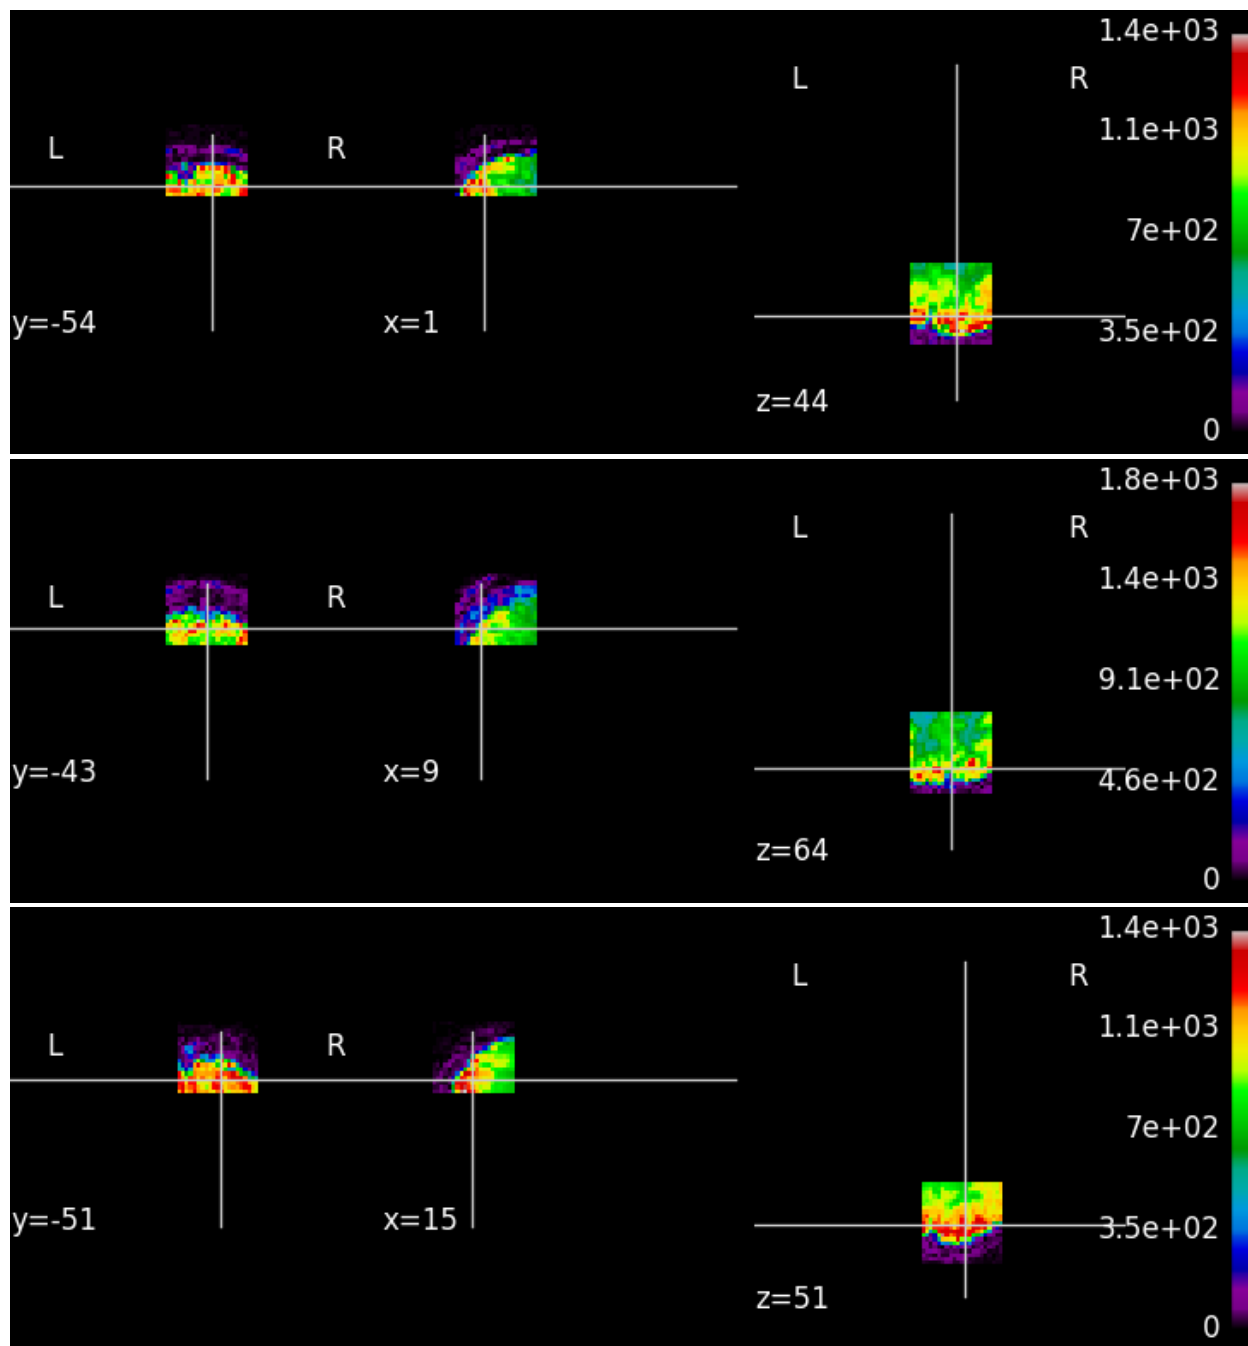 1.4e+03
L R
1.1e+03
L R
7e+02
y=-54 x=1
3.5e+02
z=44
0
1.8e+03
L R
1.4e+03
L R
9.1e+02
y=-43 x=9
4.6e+02
z=64
0
1.4e+03
L R
1.1e+03
L R
7e+02
y=-51 x=15
3.5e+02
z=51
0